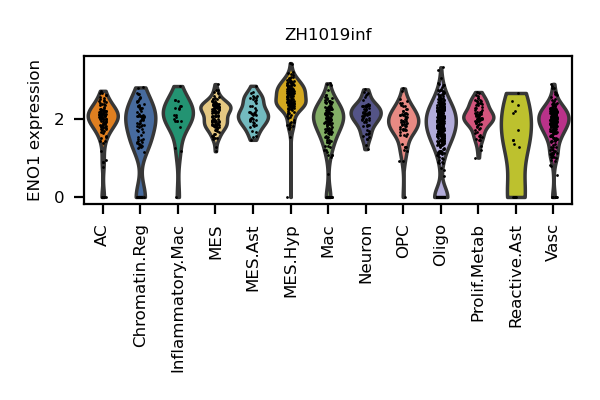 ZH1019inf
ENO1 expression
2
0
AC
Chromatin.Reg
Inflammatory.Mac
MES
MES.Ast
MES.Hyp
Mac
Neuron
OPC
Oligo
Prolif.Metab
Reactive.Ast
Vasc